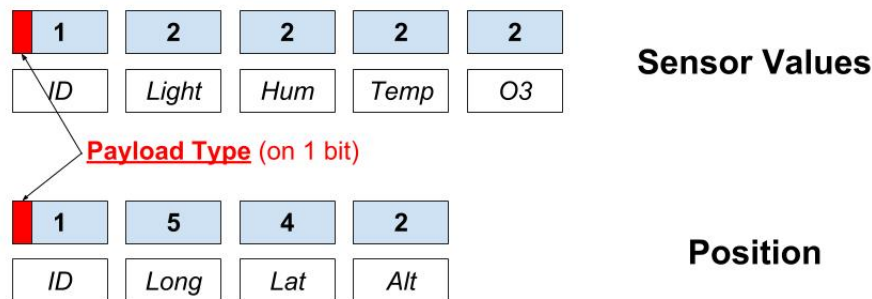 1 2 2 2 2
Sensor Values
ID Light Hum Temp O3
Payload Type (on 1 bit)
1 5 4 2
Position
ID Long Lat Alt